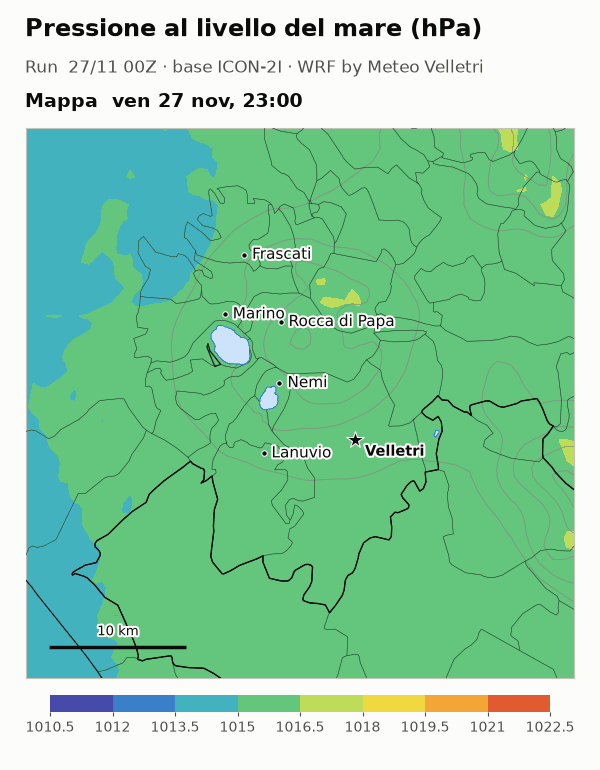 Pressione al livello del mare (hPa)
Run  27/11 00Z · base ICON-2I · WRF by Meteo Velletri
Mappa  ven 27 nov, 23:00
Frascati
Marino
Rocca di Papa
Nemi
Velletri
Lanuvio
10 km
1010.5 1012 1013.5 1015 1016.5 1018 1019.5 1021 1022.5